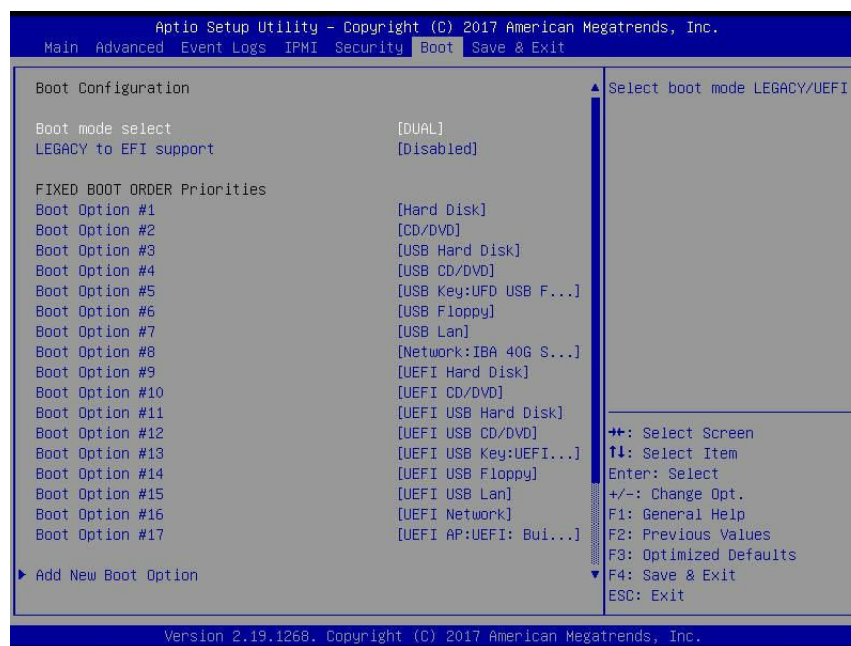 Aptio Setup Utility – Copyright (C) 2017 American Megatrends, Inc.
Main Advanced Event Logs IPMI Security Boot Save & Exit
Boot Configuration
Select boot mode LEGACY/UEFI
Boot mode select [DUAL]
LEGACY to EFI support [Disabled]
FIXED BOOT ORDER Priorities
Boot Option #1 [Hard Disk]
Boot Option #2 [CD/DVD]
Boot Option #3 [USB Hard Disk]
Boot Option #4 [USB CD/DVD]
Boot Option #5 [USB Key:UFD USB F...]
Boot Option #6 [USB Floppy]
Boot Option #7 [USB Lan]
Boot Option #8 [Network:IBA 40G S...]
Boot Option #9 [UEFI Hard Disk]
Boot Option #10 [UEFI CD/DVD]
Boot Option #11 [UEFI USB Hard Disk]
Boot Option #12 [UEFI USB CD/DVD]
Boot Option #13 [UEFI USB Key:UEFI...]
Boot Option #14 [UEFI USB Floppy]
Boot Option #15 [UEFI USB Lan]
Boot Option #16 [UEFI Network]
Boot Option #17 [UEFI AP:UEFI: Bui...]
Add New Boot Option
→←: Select Screen
↑↓: Select Item
Enter: Select
+/-: Change Opt.
F1: General Help
F2: Previous Values
F3: Optimized Defaults
F4: Save & Exit
ESC: Exit
Version 2.19.1268. Copyright (C) 2017 American Megatrends, Inc.